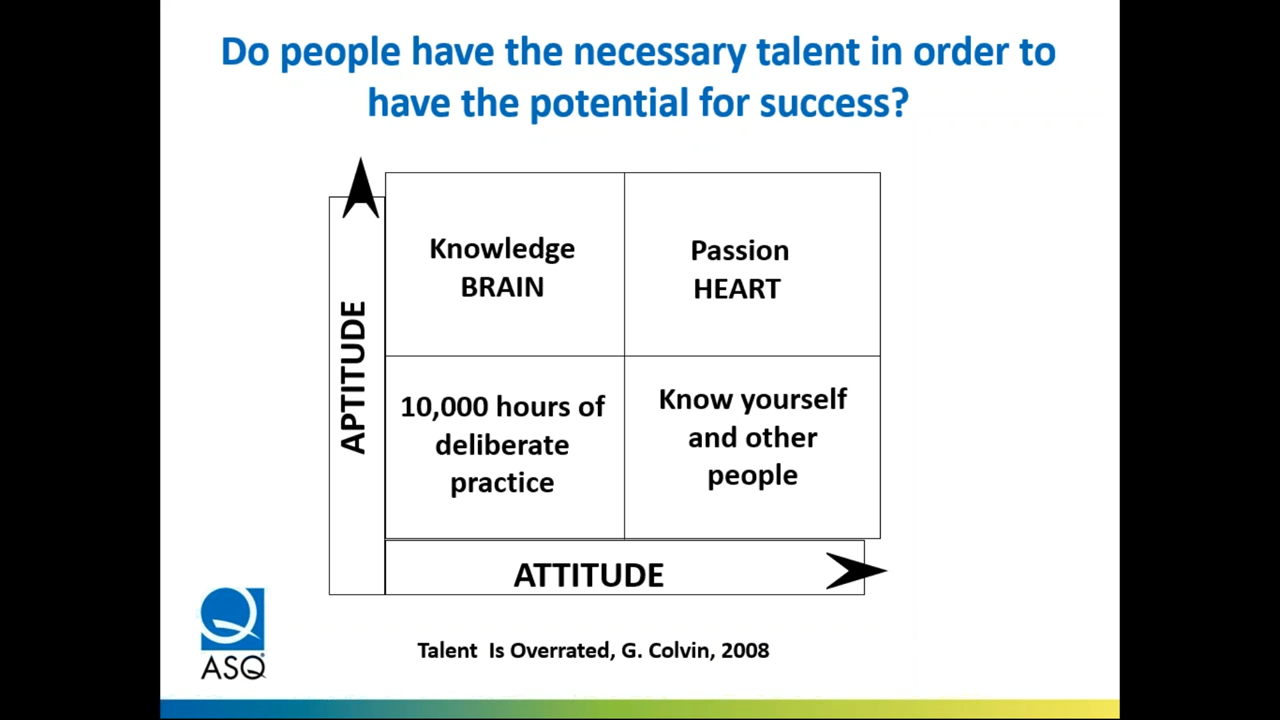 Do people have the necessary talent in order to
have the potential for success?
APTITUDE
Knowledge
BRAIN
Passion
HEART
10,000 hours of
deliberate
practice
Know yourself
and other
people
ATTITUDE
ASQ
Talent Is Overrated, G. Colvin, 2008